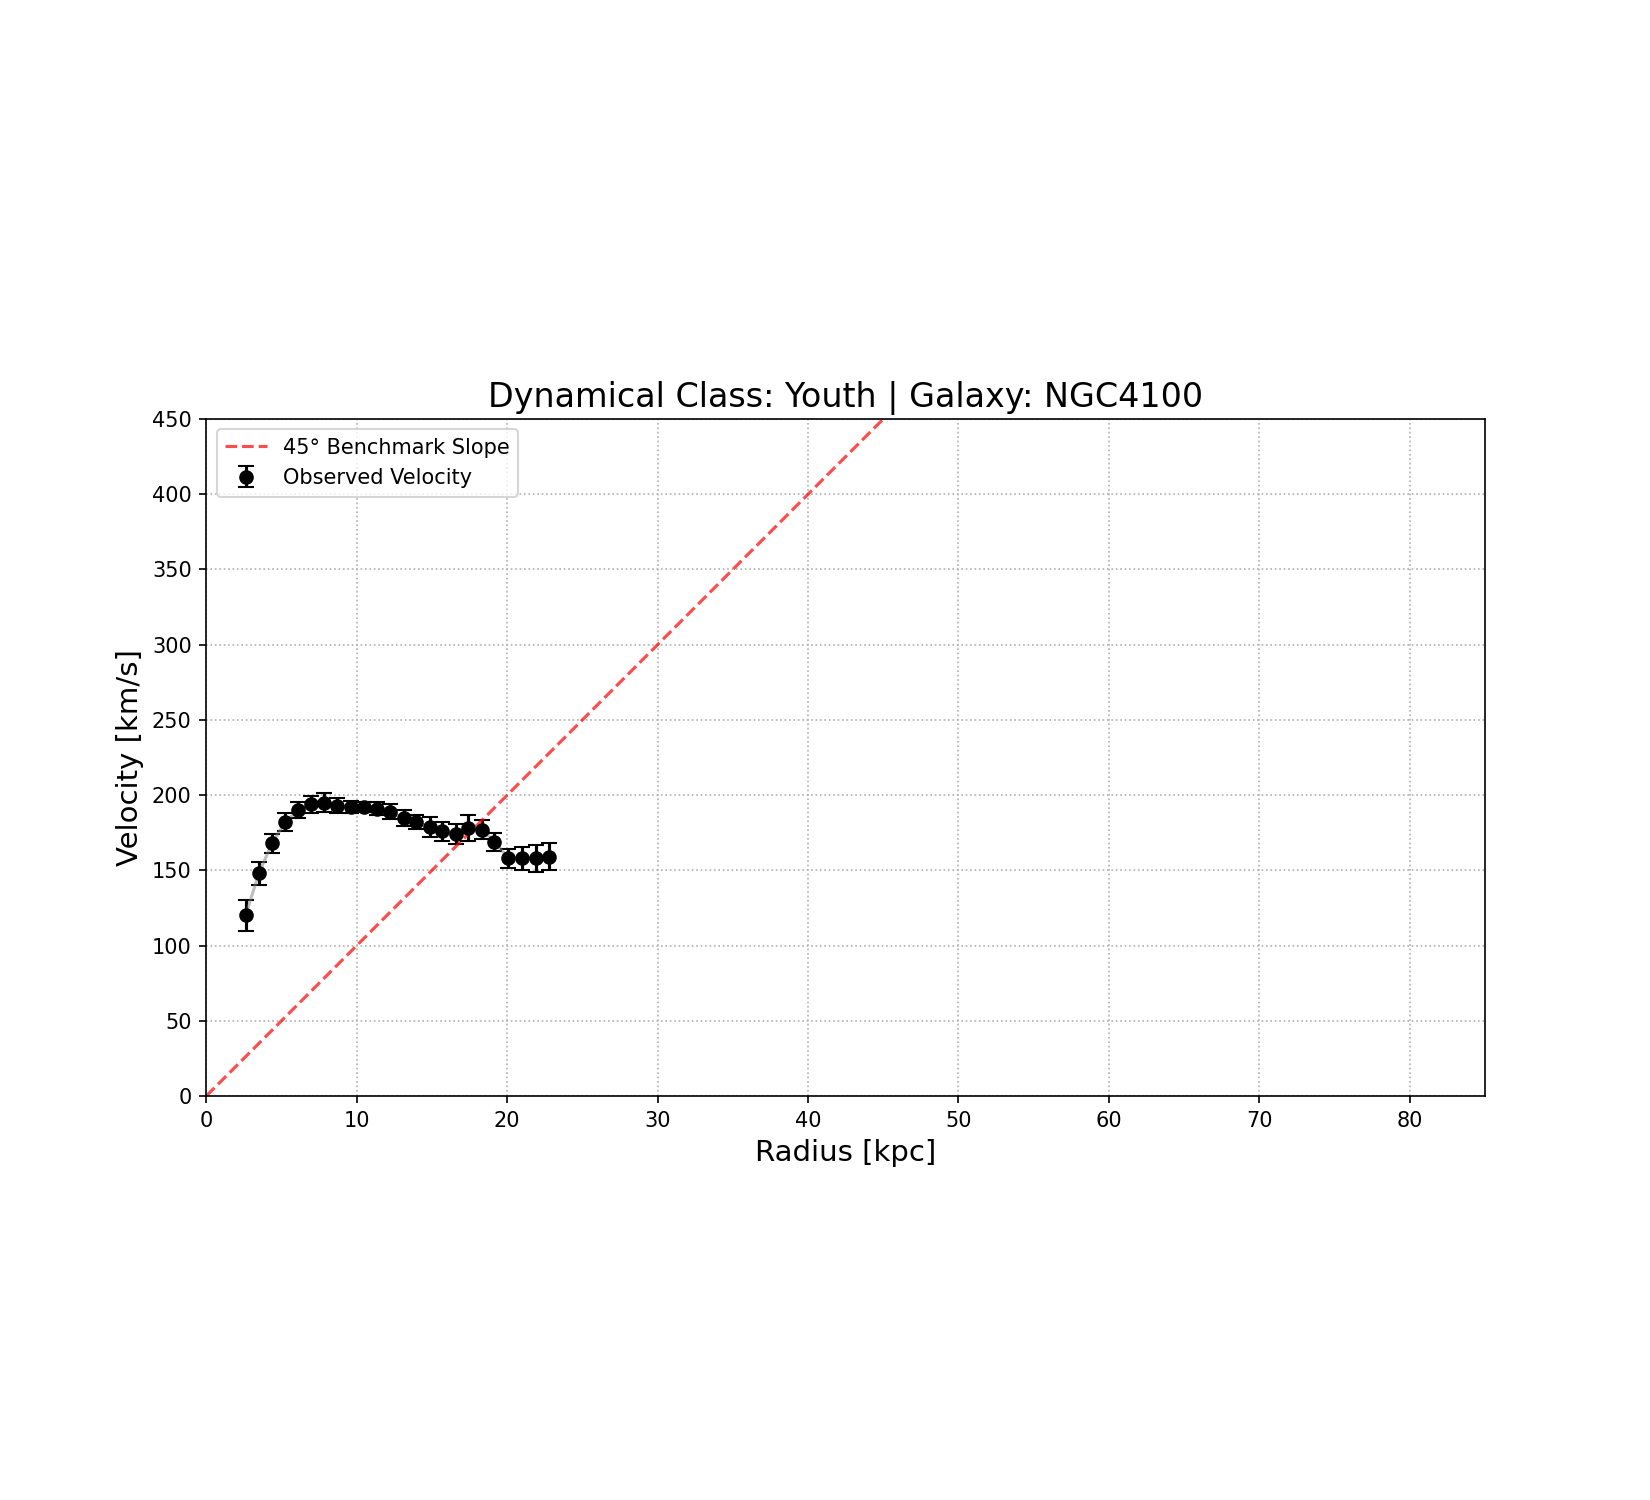 Dynamical Class: Youth | Galaxy: NGC4100
45° Benchmark Slope
Observed Velocity
Velocity [km/s]
450
400
350
300
250
200
150
100
50
0
0 10 20 30 40 50 60 70 80
Radius [kpc]